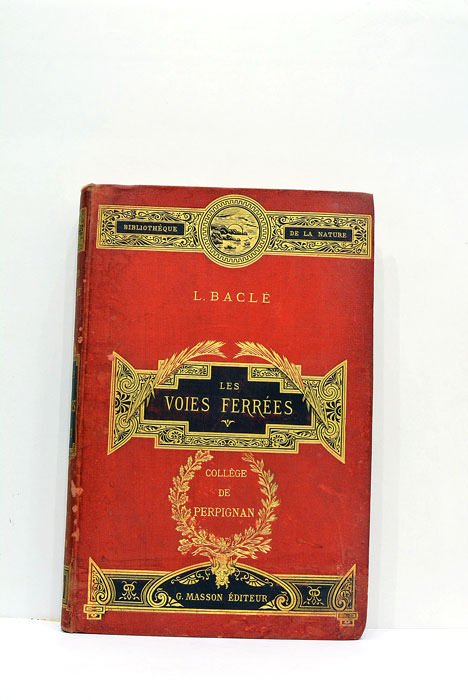 BIBLIOTHÈQUE DE LA NATURE
L. BACLÉ
LES
VOIES FERRÉES
COLLÈGE
DE
PERPIGNAN
G. MASSON ÉDITEUR